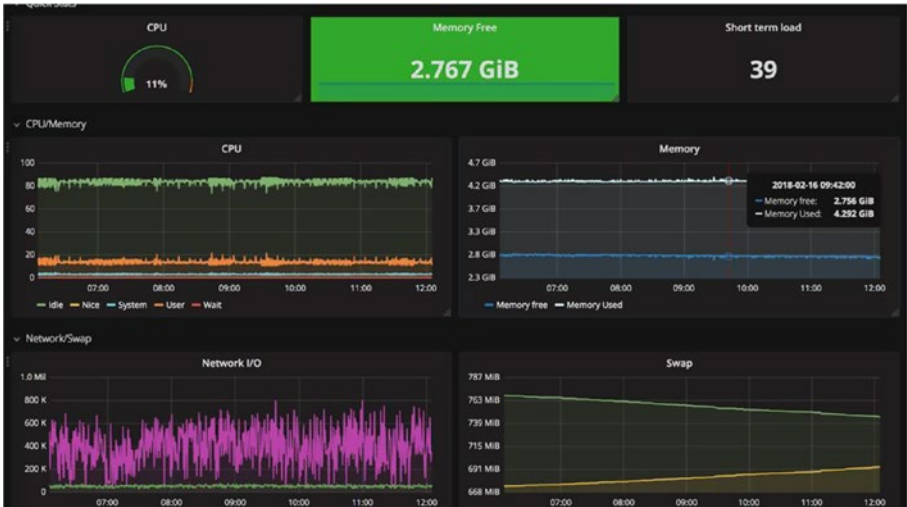 Quick Stats
CPU
11%
Memory Free
2.767 GiB
Short term load
39
CPU/Memory
CPU
100
80
60
40
20
0
07:00 08:00 09:00 10:00 11:00 12:00
Idle Nice System User Wait
Memory
4.7 GiB
4.2 GiB
3.7 GiB
3.3 GiB
2.8 GiB
2.3 GiB
2018-02-16 09:42:00
Memory free: 2.756 GiB
Memory Used: 4.292 GiB
07:00 08:00 09:00 10:00 11:00 12:00
Memory free Memory Used
Network/Swap
Network I/O
1.0 Mil
800 K
600 K
400 K
200 K
0
07:00 08:00 09:00 10:00 11:00 12:00
Swap
787 MiB
763 MiB
739 MiB
715 MiB
691 MiB
668 MiB
07:00 08:00 09:00 10:00 11:00 12:00